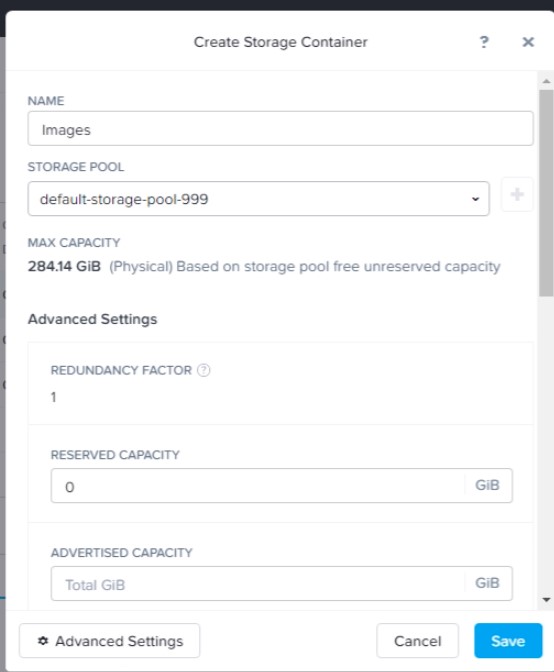 Create Storage Container ? ×
NAME
Images
STORAGE POOL
default-storage-pool-999
+
MAX CAPACITY
284.14 GiB (Physical) Based on storage pool free unreserved capacity
Advanced Settings
REDUNDANCY FACTOR ?
1
RESERVED CAPACITY
0 GiB
ADVERTISED CAPACITY
Total GiB GiB
Advanced Settings Cancel Save